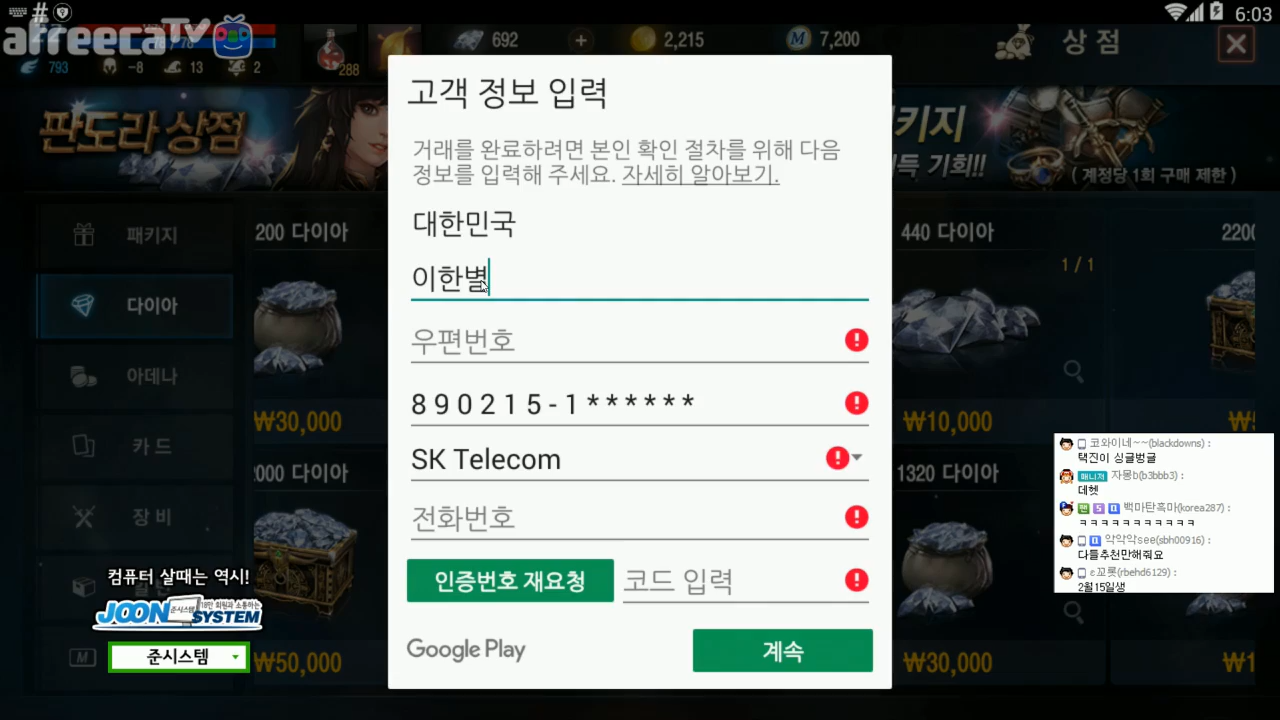 afreecaTV
6:03
793
-8
13
2
288
692
2,215
7,200
상점
판도라 상점
키지
득 기회!!
( 계정당 1회 구매 제한 )
패키지
다이아
아데나
카드
장비
200 다이아
₩30,000
₩50,000
440 다이아
1 / 1
₩10,000
1320 다이아
₩30,000
고객 정보 입력
거래를 완료하려면 본인 확인 절차를 위해 다음
정보를 입력해 주세요. 자세히 알아보기.
대한민국
이한별
우편번호
890215-1******
SK Telecom
전화번호
인증번호 재요청
코드 입력
Google Play
계속
컴퓨터 살때는 역시!
JOON SYSTEM
준시스템
코와이네~~(blackdowns) :
택진이 싱글벙글
매니저 자몽b(b3bbb3) :
데헷
백마탄흑마(korea287) :
ㅋㅋㅋㅋㅋㅋㅋㅋㅋㅋㅋ
약약약see(sbh00916) :
다들추천만해줘요
2월15일생